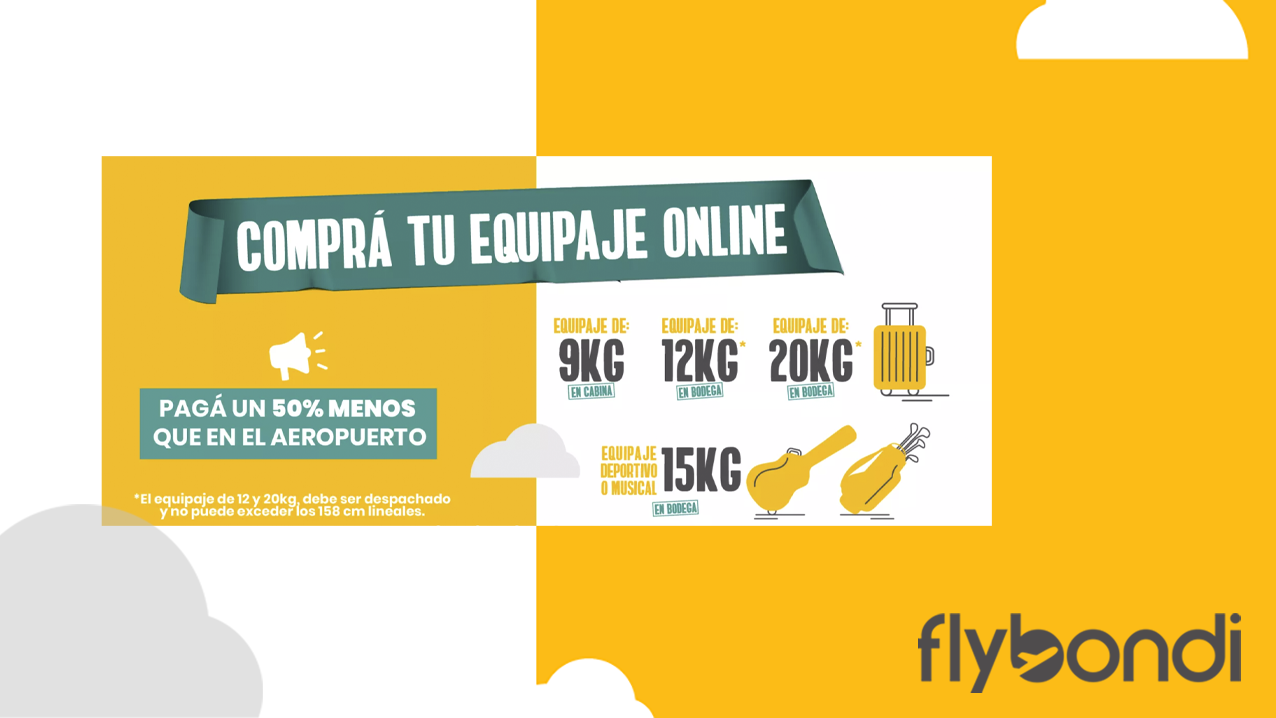 COMPRÁ TU EQUIPAJE ONLINE
PAGÁ UN 50% MENOS
QUE EN EL AEROPUERTO
*El equipaje de 12 y 20kg, debe ser despachado
y no puede exceder los 158 cm lineales.
EQUIPAJE DE:
9KG
EN CABINA
EQUIPAJE DE:
12KG*
EN BODEGA
EQUIPAJE DE:
20KG*
EN BODEGA
EQUIPAJE
DEPORTIVO
O MUSICAL
15KG
EN BODEGA
flybondi